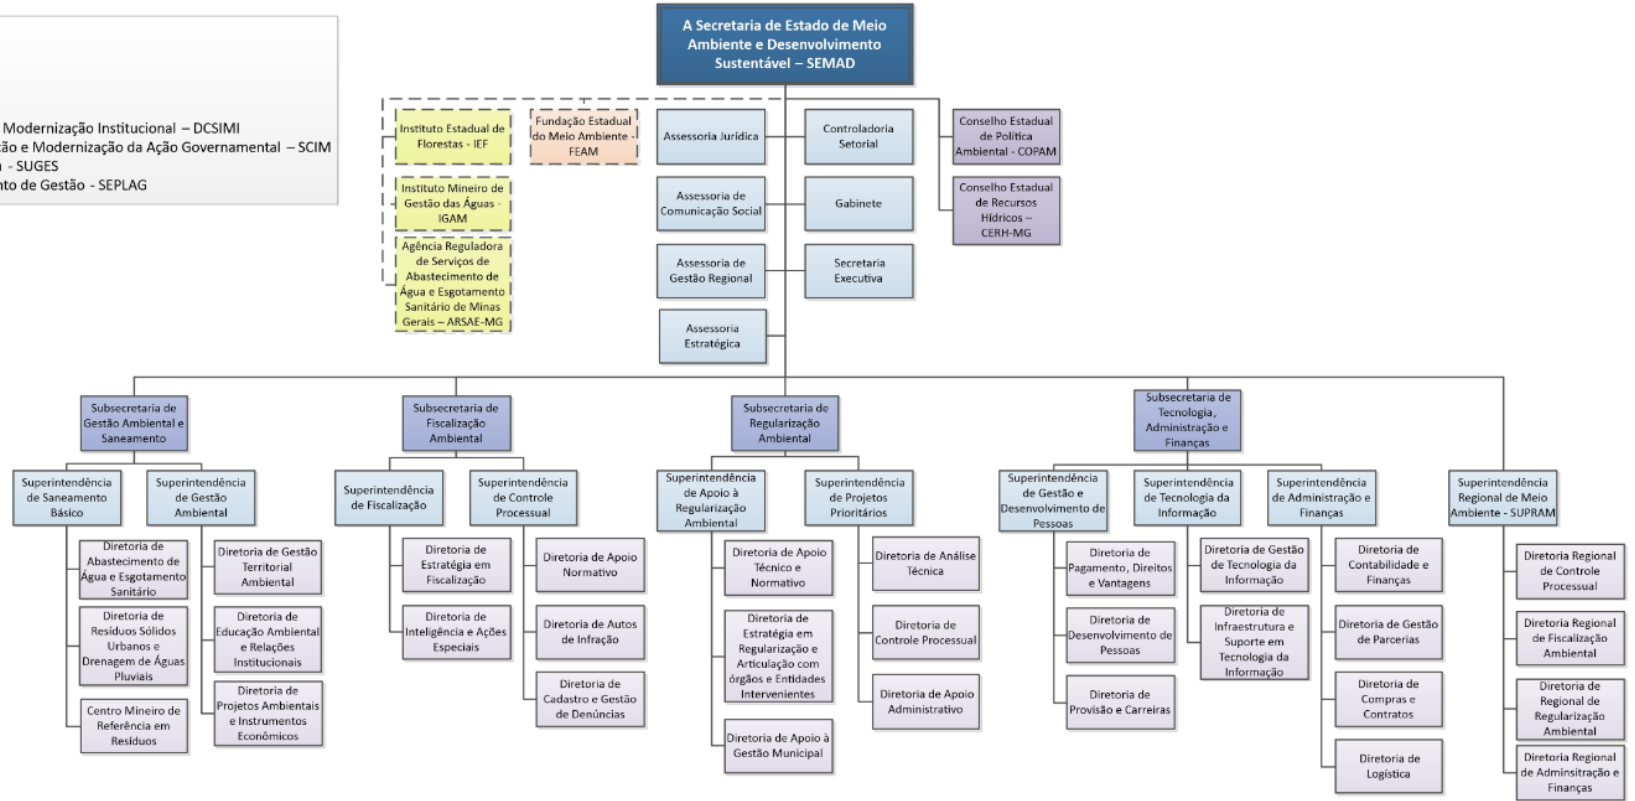 A Secretaria de Estado de Meio
Ambiente e Desenvolvimento
Sustentável – SEMAD
Modernização Institucional – DCSIMI
ão e Modernização da Ação Governamental – SCIM
- SUGES
to de Gestão - SEPLAG
Instituto Estadual de
Florestas - IEF
Fundação Estadual
do Meio Ambiente -
FEAM
Assessoria Jurídica
Controladoria
Setorial
Conselho Estadual
de Política
Ambiental - COPAM
Instituto Mineiro de
Gestão das Águas -
IGAM
Assessoria de
Comunicação Social
Gabinete
Conselho Estadual
de Recursos
Hídricos –
CERH-MG
Agência Reguladora
de Serviços de
Abastecimento de
Água e Esgotamento
Sanitário de Minas
Gerais – ARSAE-MG
Assessoria de
Gestão Regional
Secretaria
Executiva
Assessoria
Estratégica
Subsecretaria de
Gestão Ambiental e
Saneamento
Subsecretaria de
Fiscalização
Ambiental
Subsecretaria de
Regularização
Ambiental
Subsecretaria de
Tecnologia,
Administração e
Finanças
Superintendência
de Saneamento
Básico
Superintendência
de Gestão
Ambiental
Superintendência
de Fiscalização
Superintendência
de Controle
Processual
Superintendência
de Apoio à
Regularização
Ambiental
Superintendência
de Projetos
Prioritários
Superintendência
de Gestão e
Desenvolvimento de
Pessoas
Superintendência
de Tecnologia da
Informação
Superintendência
de Administração e
Finanças
Superintendência
Regional de Meio
Ambiente - SUPRAM
Diretoria de
Abastecimento de
Água e Esgotamento
Sanitário
Diretoria de
Resíduos Sólidos
Urbanos e
Drenagem de Águas
Pluviais
Centro Mineiro de
Referência em
Resíduos
Diretoria de Gestão
Territorial
Ambiental
Diretoria de
Educação Ambiental
e Relações
Institucionais
Diretoria de
Projetos Ambientais
e Instrumentos
Econômicos
Diretoria de
Estratégia em
Fiscalização
Diretoria de
Inteligência e Ações
Especiais
Diretoria de Apoio
Normativo
Diretoria de Autos
de Infração
Diretoria de
Cadastro e Gestão
de Denúncias
Diretoria de Apoio
Técnico e
Normativo
Diretoria de
Estratégia em
Regularização e
Articulação com
órgãos e Entidades
Intervenientes
Diretoria de Apoio à
Gestão Municipal
Diretoria de Análise
Técnica
Diretoria de
Controle Processual
Diretoria de Apoio
Administrativo
Diretoria de
Pagamento, Direitos
e Vantagens
Diretoria de
Desenvolvimento de
Pessoas
Diretoria de
Provisão e Carreiras
Diretoria de Gestão
de Tecnologia da
Informação
Diretoria de
Infraestrutura e
Suporte em
Tecnologia da
Informação
Diretoria de
Contabilidade e
Finanças
Diretoria de Gestão
de Parcerias
Diretoria de
Compras e
Contratos
Diretoria de
Logística
Diretoria Regional
de Controle
Processual
Diretoria Regional
de Fiscalização
Ambiental
Diretoria de
Regional de
Regularização
Ambiental
Diretoria Regional
de Adminsitração e
Finanças